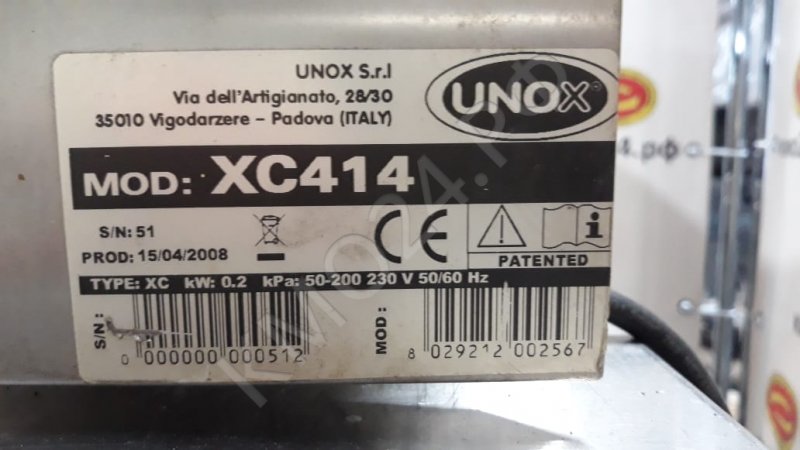 UNOX S.r.l
Via dell'Artigianato, 28/30
35010 Vigodarzere – Padova (ITALY)
UNOX
MOD: XC414
S/N: 51
PROD: 15/04/2008
CE
i
PATENTED
TYPE: XC kW: 0.2 kPa: 50-200 230 V 50/60 Hz
S/N:
0 000000 000512
MOD:
8 029212 002567
КМО24.РФ